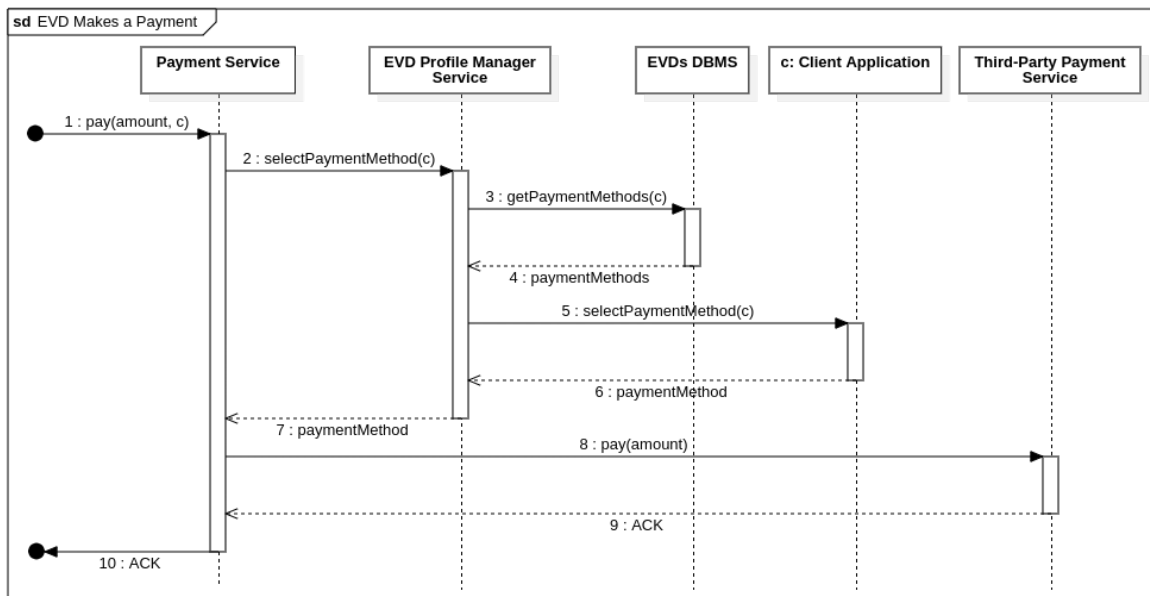 sd EVD Makes a Payment
Payment Service
EVD Profile Manager
Service
EVDs DBMS
c: Client Application
Third-Party Payment
Service
1 : pay(amount, c)
2 : selectPaymentMethod(c)
3 : getPaymentMethods(c)
4 : paymentMethods
5 : selectPaymentMethod(c)
6 : paymentMethod
7 : paymentMethod
8 : pay(amount)
9 : ACK
10 : ACK